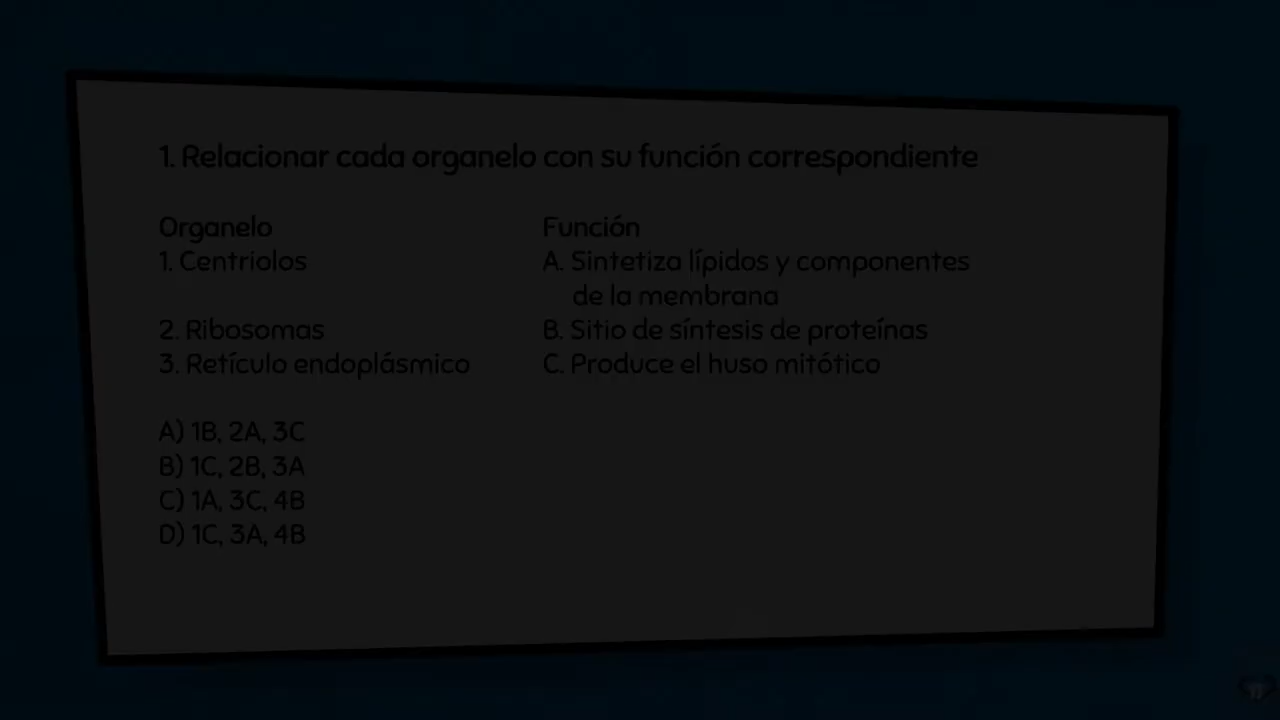 1. Relacionar cada organelo con su función correspondiente
Organelo Función
1. Centriolos A. Sintetiza lípidos y componentes
de la membrana
2. Ribosomas B. Sitio de síntesis de proteínas
3. Retículo endoplásmico C. Produce el huso mitótico
A) 1B, 2A, 3C
B) 1C, 2B, 3A
C) 1A, 3C, 4B
D) 1C, 3A, 4B